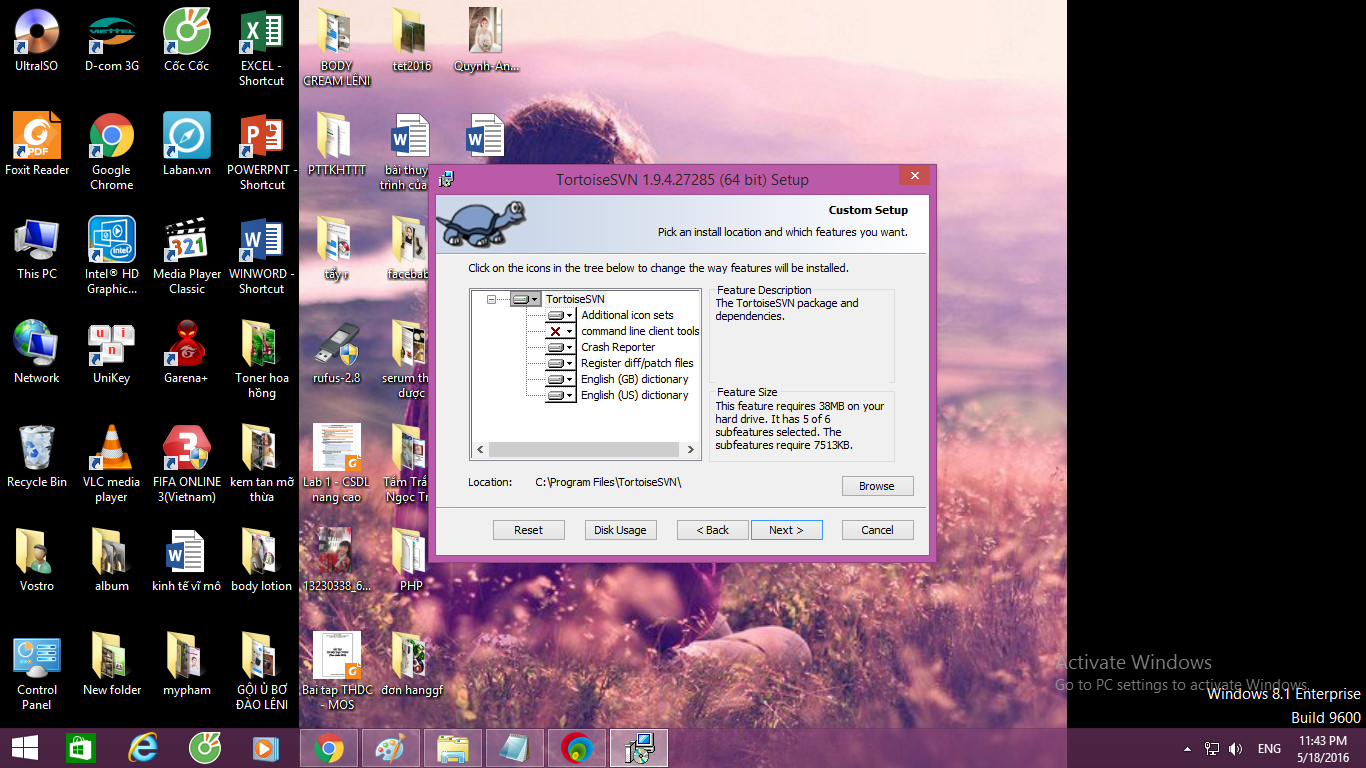 UltraISO
D-com 3G
Cốc Cốc
EXCEL -
Shortcut
BODY
CREAM LÊNI
tet2016
Quynh-An...
Foxit Reader
Google
Chrome
Laban.vn
POWERPNT -
Shortcut
PTTKHTTT
bài thuy
trình của
This PC
Intel® HD
Graphic...
Media Player
Classic
WINWORD -
Shortcut
tẩy r
facebab
Network
UniKey
Garena+
Toner hoa
hồng
rufus-2.8
serum th
dược
Recycle Bin
VLC media
player
FIFA ONLINE
3(Vietnam)
kem tan mỡ
thừa
Lab 1 - CSDL
nang cao
Tắm Trắ
Ngọc Tr
Vostro
album
kinh tế vĩ mô
body lotion
13230338_6...
PHP
Control
Panel
New folder
mypham
GỘI Ủ BƠ
ĐÀO LÊNI
Bai tap THDC
- MOS
đơn hanggf
TortoiseSVN 1.9.4.27285 (64 bit) Setup
Custom Setup
Pick an install location and which features you want.
Click on the icons in the tree below to change the way features will be installed.
TortoiseSVN
Additional icon sets
command line client tools
Crash Reporter
Register diff/patch files
English (GB) dictionary
English (US) dictionary
Feature Description
The TortoiseSVN package and
dependencies.
Feature Size
This feature requires 38MB on your
hard drive. It has 5 of 6
subfeatures selected. The
subfeatures require 7513KB.
Location: C:\Program Files\TortoiseSVN\
Browse
Reset
Disk Usage
< Back
Next >
Cancel
Activate Windows
Go to PC settings to activate Windows.
Windows 8.1 Enterprise
Build 9600
ENG
11:43 PM
5/18/2016